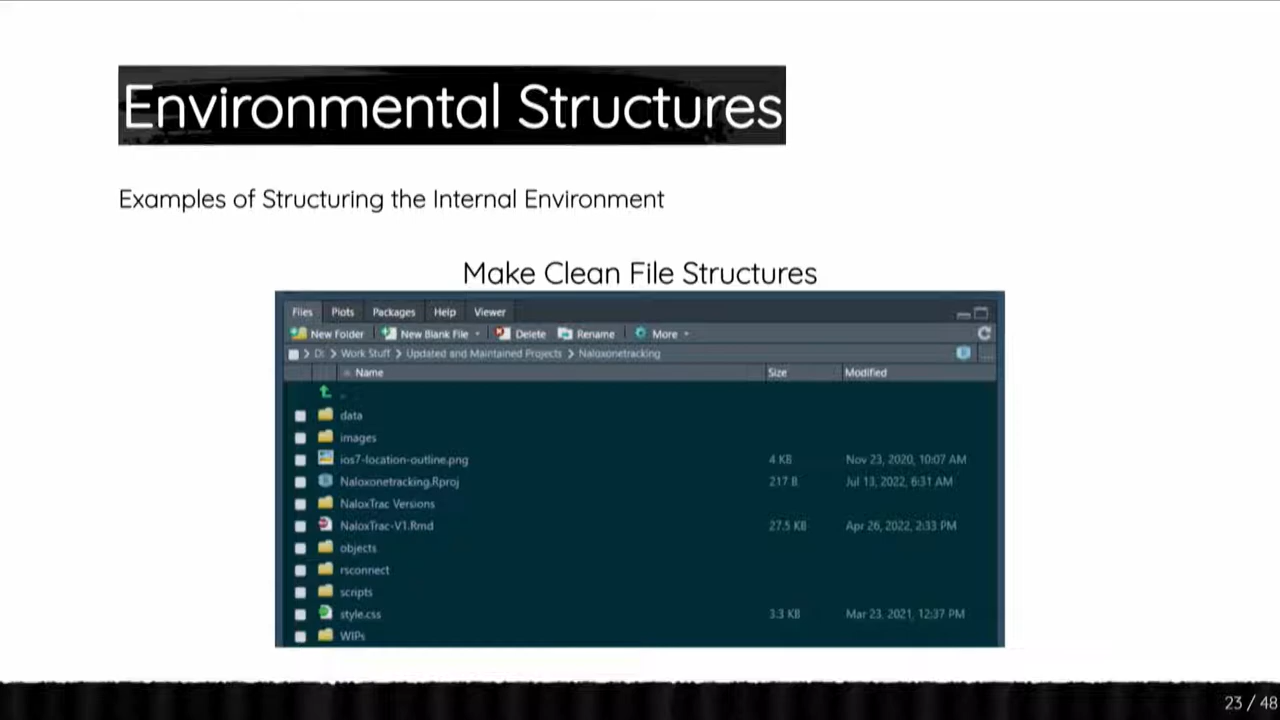 Environmental Structures
Examples of Structuring the Internal Environment
Make Clean File Structures
Files Plots Packages Help Viewer
New Folder New Blank File Delete Rename More
D: > Work Stuff > Updated and Maintained Projects > Naloxonetracking ...
Name Size Modified
..
data
images
ios7-location-outline.png 4 KB Nov 23, 2020, 10:07 AM
Naloxonetracking.Rproj 217 B Jul 13, 2022, 6:31 AM
NaloxTrac Versions
NaloxTrac-V1.Rmd 27.5 KB Apr 26, 2022, 2:33 PM
objects
rsconnect
scripts
style.css 3.3 KB Mar 23, 2021, 12:37 PM
WIPs
23 / 48